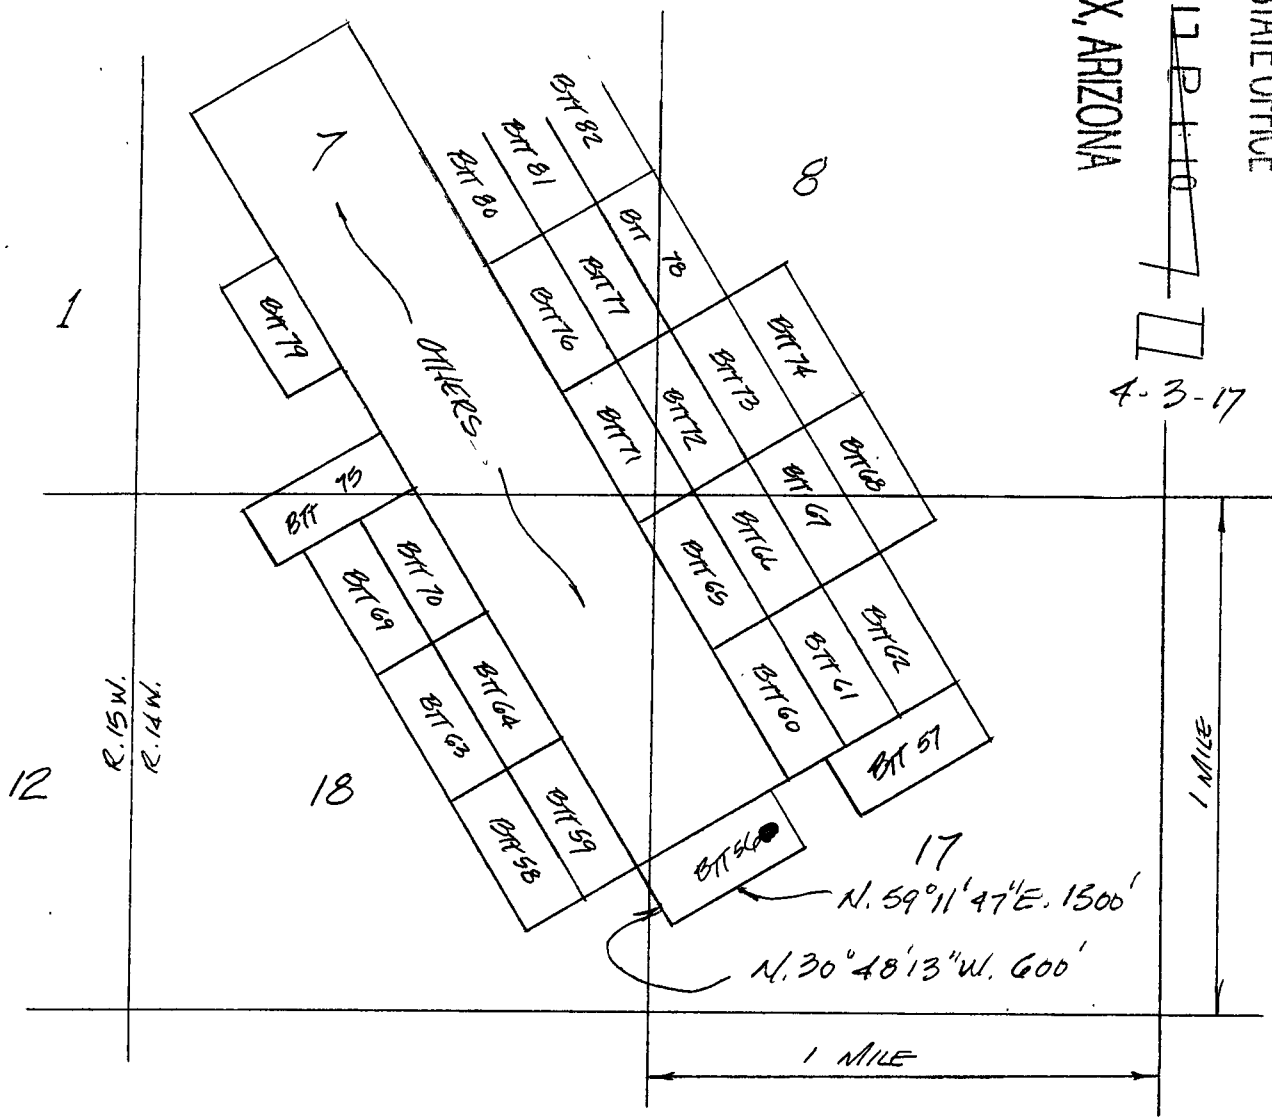 STATE OFFICE
X, ARIZONA
II
4-3-17
8
BTT 82
BTT 81
BTT 80
7
BTT 78
BTT 77
BTT 76
BTT 79
1
OTHERS
BTT 74
BTT 73
BTT 72
BTT 71
BTT 68
BTT 67
BTT 66
BTT 65
BTT 75
BTT 70
BTT 69
BTT 62
BTT 61
BTT 60
BTT 64
BTT 63
R. 15 W.
R. 14 W.
12
18
BTT 57
BTT 59
BTT 58
BTT 56
17
N. 59°11'47"E. 1500'
N. 30°48'13"W. 600'
1 MILE
1 MILE